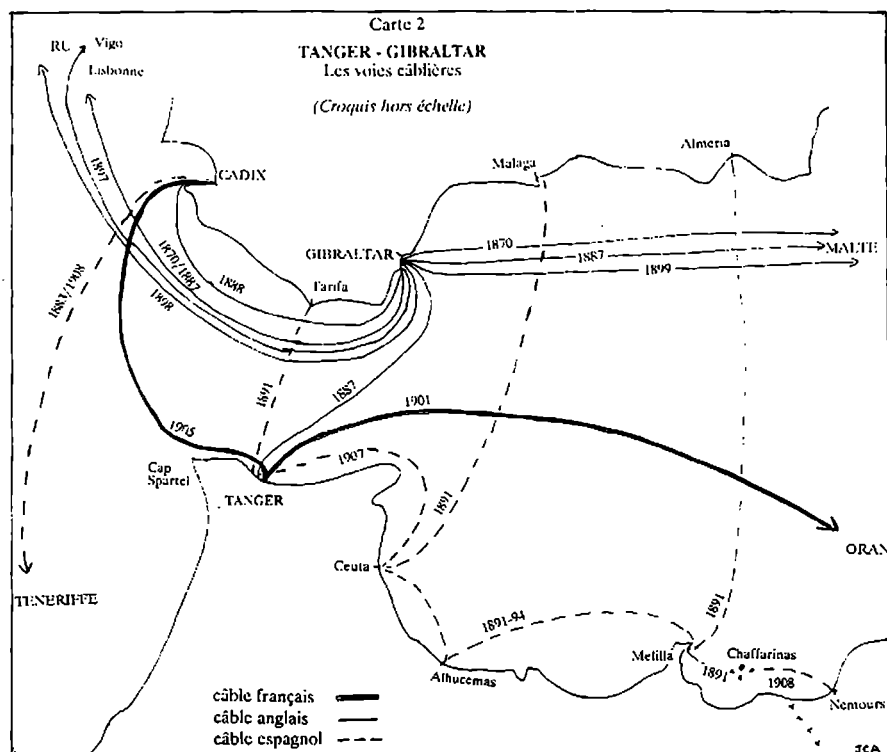 Carte 2
TANGER - GIBRALTAR
Les voies câblières
(Croquis hors échelle)
RU
Vigo
Lisbonne
CADIX
Malaga
Almeria
1897
1870/1887
1888
1898
1883/1908
GIBRALTAR
Tarifa
1870
1887
1899
MALTE
1891
1887
1901
1905
1907
1891
Cap
Spartel
TANGER
ORAN
Ceuta
TENERIFFE
1891-94
1891
Alhucemas
Melilla
Chaffarinas
1891
1908
Nemours
câble français
câble anglais
câble espagnol